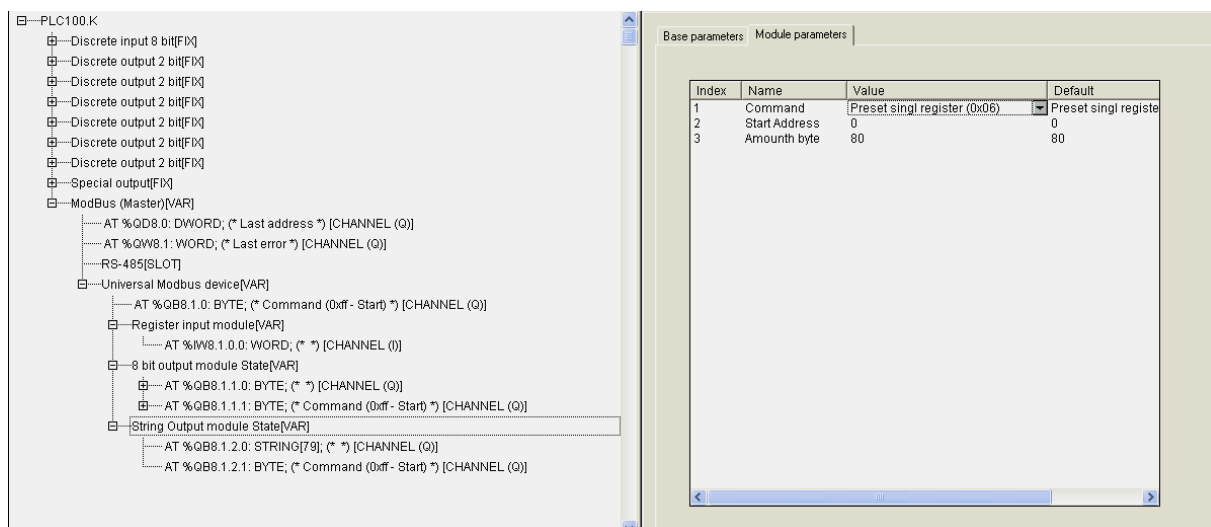 PLC100.K
Discrete input 8 bit[FIX]
Discrete output 2 bit[FIX]
Discrete output 2 bit[FIX]
Discrete output 2 bit[FIX]
Discrete output 2 bit[FIX]
Discrete output 2 bit[FIX]
Special output[FIX]
ModBus (Master)[VAR]
AT %QD8.0: DWORD; (* Last address *) [CHANNEL (Q)]
AT %QW8.1: WORD; (* Last error *) [CHANNEL (Q)]
RS-485[SLOT]
Universal Modbus device[VAR]
AT %QB8.1.0: BYTE; (* Command (0xff - Start) *) [CHANNEL (Q)]
Register input module[VAR]
AT %IW8.1.0.0: WORD; (* *) [CHANNEL (I)]
8 bit output module State[VAR]
AT %QB8.1.1.0: BYTE; (* *) [CHANNEL (Q)]
AT %QB8.1.1.1: BYTE; (* Command (0xff - Start) *) [CHANNEL (Q)]
String Output module State[VAR]
AT %QB8.1.2.0: STRING[79]; (* *) [CHANNEL (Q)]
AT %QB8.1.2.1: BYTE; (* Command (0xff - Start) *) [CHANNEL (Q)]
Base parameters Module parameters
Index Name Value Default
1 Command Preset singl register (0x06) Preset singl registe
2 Start Address 0 0
3 Amounth byte 80 80